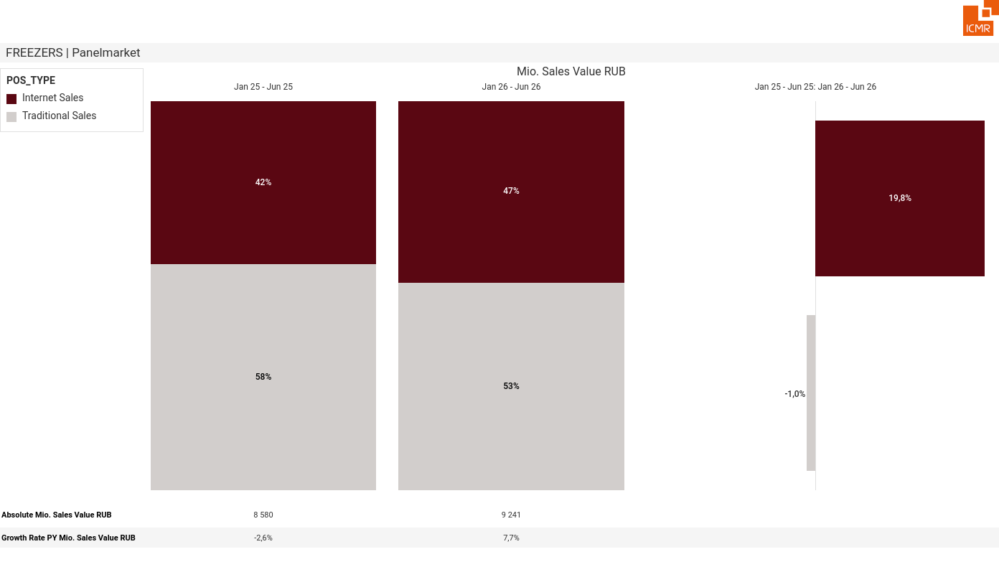 ICMR
FREEZERS | Panelmarket
POS_TYPE
Internet Sales
Traditional Sales
Mio. Sales Value RUB
Jan 25 - Jun 25
Jan 26 - Jun 26
Jan 25 - Jun 25: Jan 26 - Jun 26
42%
47%
19,8%
58%
53%
-1,0%
Absolute Mio. Sales Value RUB 8 580 9 241
Growth Rate PY Mio. Sales Value RUB -2,6% 7,7%